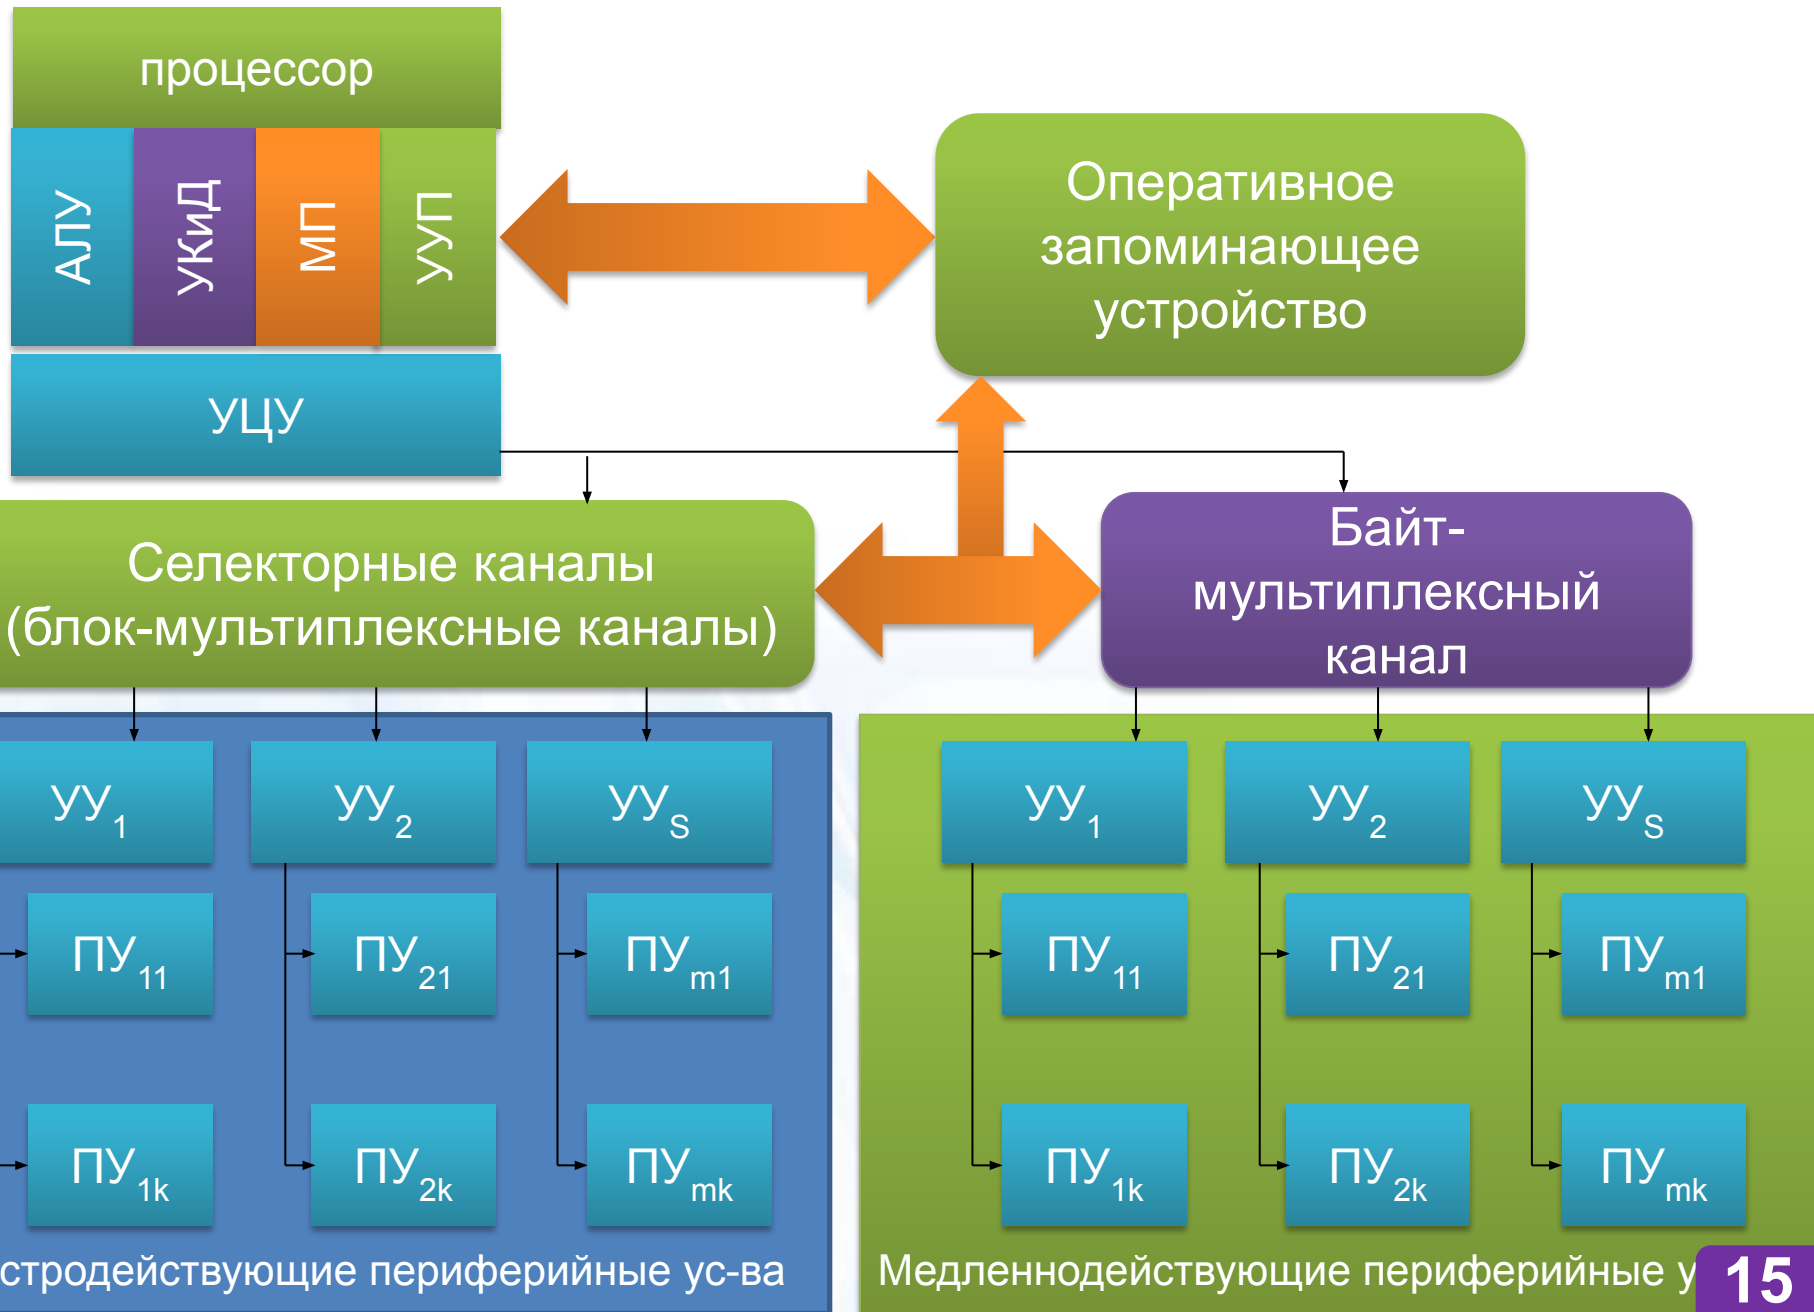 процессор
АЛУ
УКиД
МП
УУП
Оперативное
запоминающее
устройство
УЦУ
Селекторные каналы
(блок-мультиплексные каналы)
Байт-
мультиплексный
канал
УУ1
УУ2
УУS
УУ1
УУ2
УУS
ПУ11
ПУ21
ПУm1
ПУ11
ПУ21
ПУm1
ПУ1k
ПУ2k
ПУmk
ПУ1k
ПУ2k
ПУmk
стродействующие периферийные ус-ва
Медленнодействующие периферийные у
15